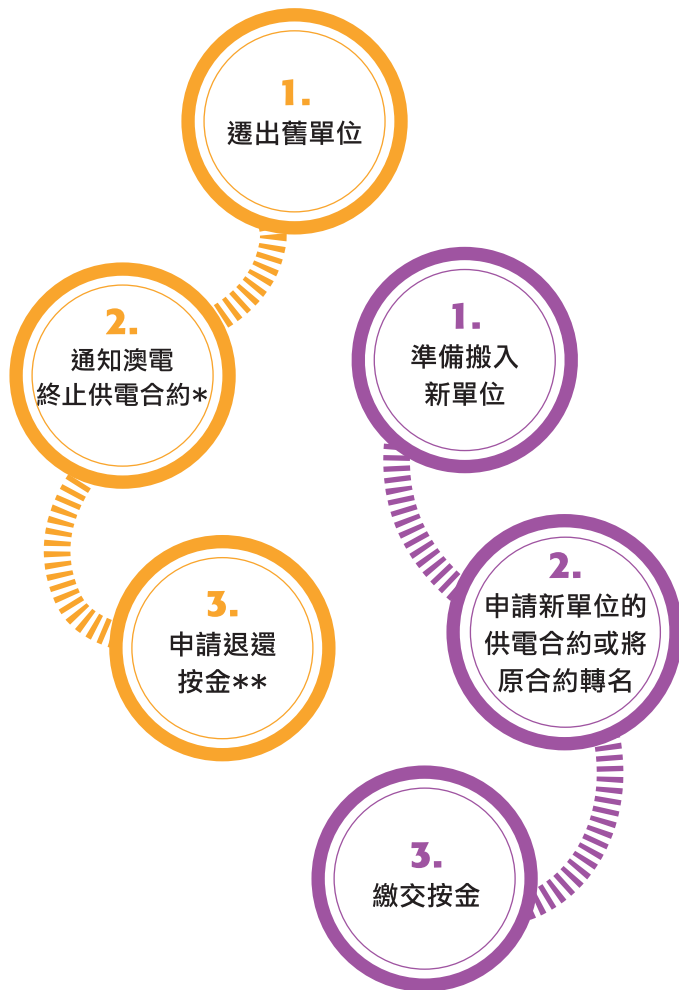 1.
遷出舊單位
2.
通知澳電
終止供電合約*
3.
申請退還
按金**
1.
準備搬入
新單位
2.
申請新單位的
供電合約或將
原合約轉名
3.
繳交按金